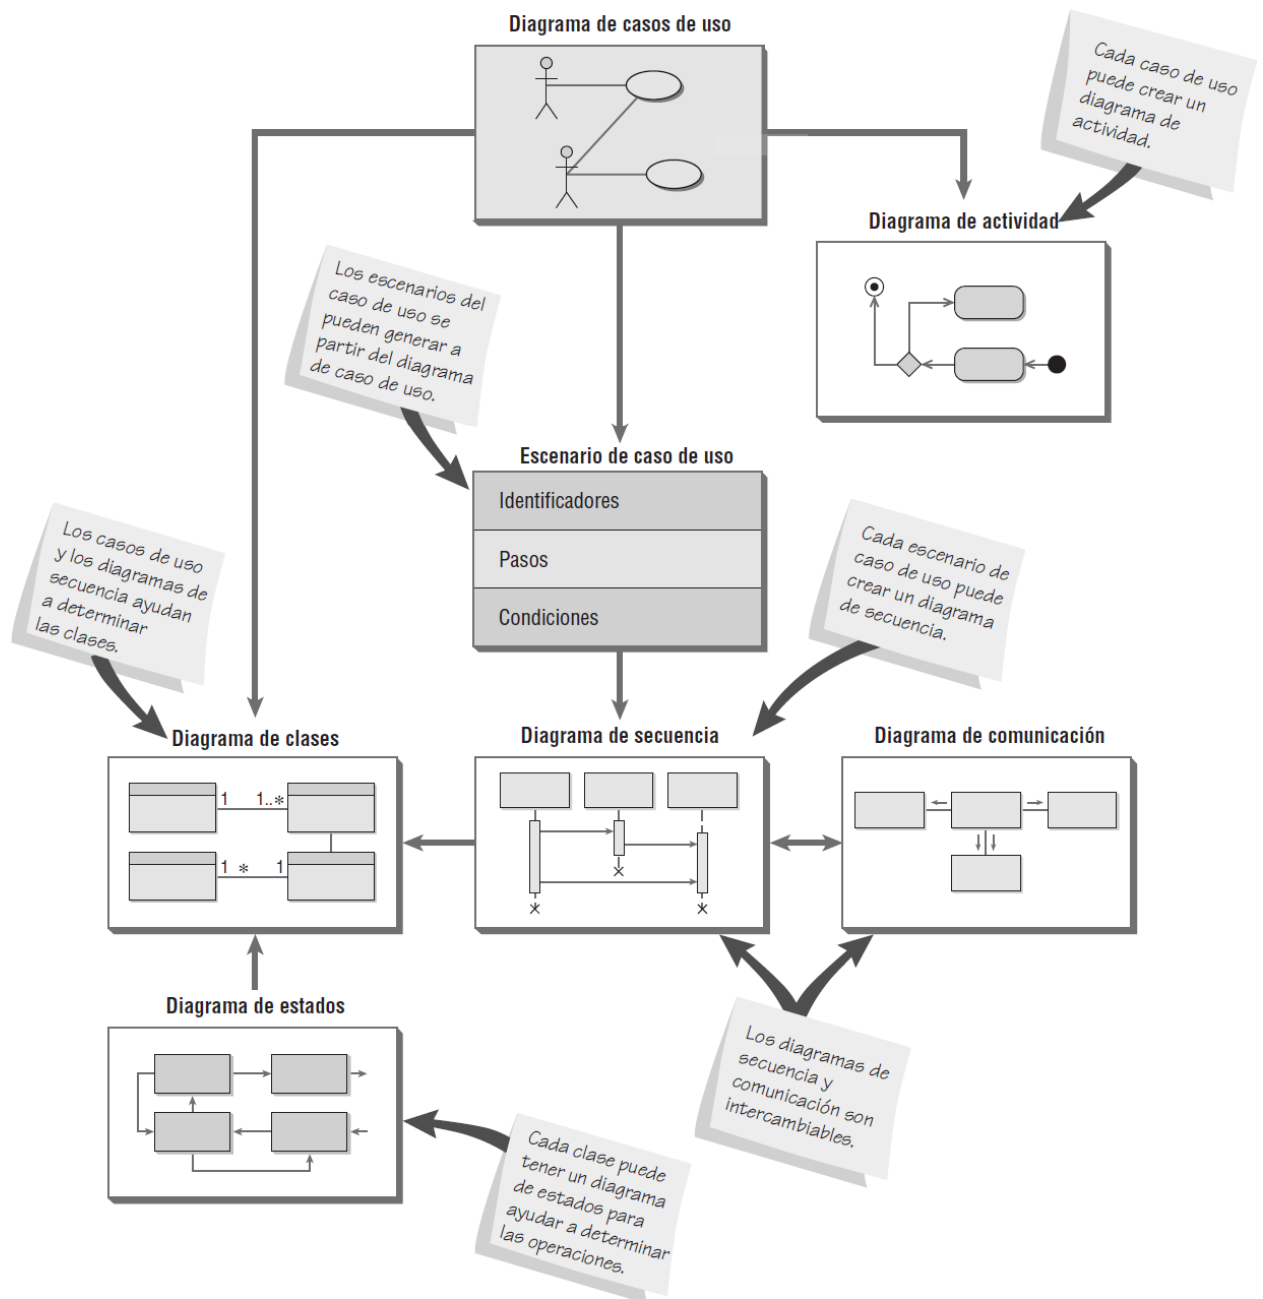 Diagrama de casos de uso
Cada caso de uso
puede crear un
diagrama de
actividad.
Diagrama de actividad
Los escenarios del
caso de uso se
pueden generar a
partir del diagrama
de caso de uso.
Escenario de caso de uso
Identificadores
Pasos
Condiciones
Los casos de uso
y los diagramas de
secuencia ayudan
a determinar
las clases.
Cada escenario de
caso de uso puede
crear un diagrama
de secuencia.
Diagrama de clases
1 1..*
1 * 1
Diagrama de secuencia
Diagrama de comunicación
Diagrama de estados
Los diagramas de
secuencia y
comunicación son
intercambiables.
Cada clase puede
tener un diagrama
de estados para
ayudar a determinar
las operaciones.